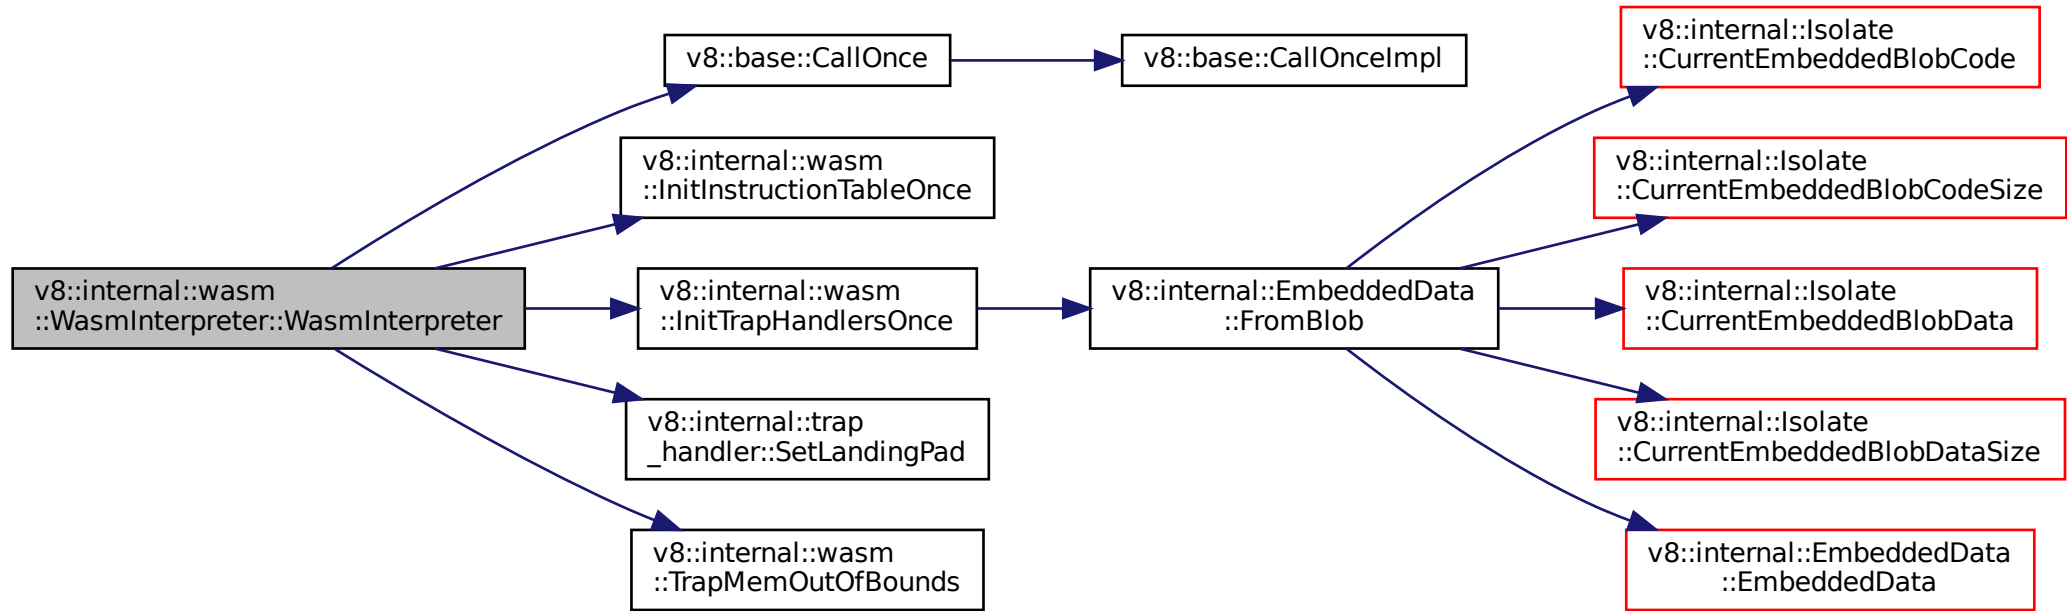 v8::internal::wasm
::WasmInterpreter::WasmInterpreter
v8::base::CallOnce
v8::base::CallOnceImpl
v8::internal::wasm
::InitInstructionTableOnce
v8::internal::wasm
::InitTrapHandlersOnce
v8::internal::EmbeddedData
::FromBlob
v8::internal::Isolate
::CurrentEmbeddedBlobCode
v8::internal::Isolate
::CurrentEmbeddedBlobCodeSize
v8::internal::Isolate
::CurrentEmbeddedBlobData
v8::internal::Isolate
::CurrentEmbeddedBlobDataSize
v8::internal::EmbeddedData
::EmbeddedData
v8::internal::trap
_handler::SetLandingPad
v8::internal::wasm
::TrapMemOutOfBounds